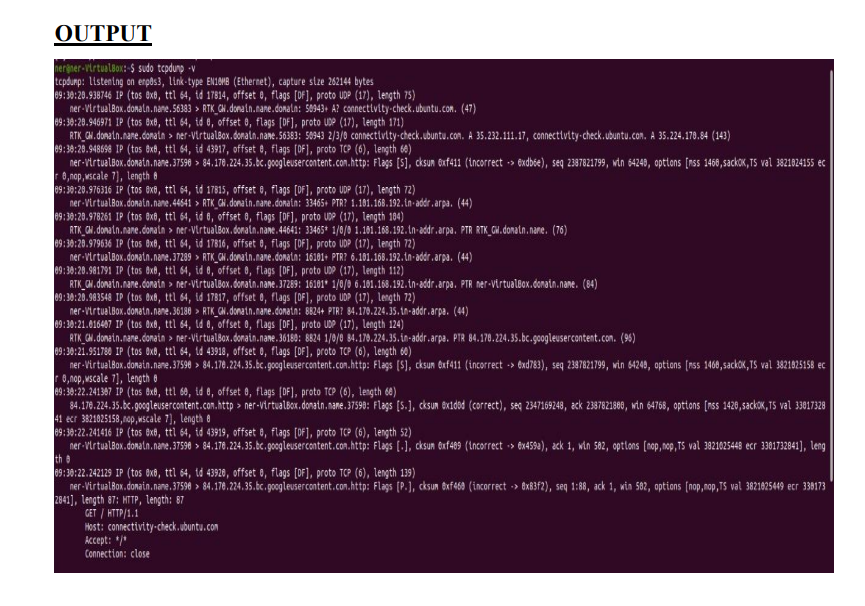 OUTPUT
ner@ner-VirtualBox:~$ sudo tcpdump -v
tcpdump: listening on enp0s3, link-type EN10MB (Ethernet), capture size 262144 bytes
09:30:20.938746 IP (tos 0x0, ttl 64, id 17814, offset 0, flags [DF], proto UDP (17), length 75)
ner-VirtualBox.domain.name.56383 > RTK_GW.domain.name.domain: 50943+ A? connectivity-check.ubuntu.com. (47)
09:30:20.946971 IP (tos 0x0, ttl 64, id 0, offset 0, flags [DF], proto UDP (17), length 171)
RTK_GW.domain.name.domain > ner-VirtualBox.domain.name.56383: 50943 2/3/0 connectivity-check.ubuntu.com. A 35.232.111.17, connectivity-check.ubuntu.com. A 35.224.170.84 (143)
09:30:20.948698 IP (tos 0x0, ttl 64, id 43917, offset 0, flags [DF], proto TCP (6), length 60)
ner-VirtualBox.domain.name.37590 > 84.170.224.35.bc.googleusercontent.com.http: Flags [S], cksum 0xf411 (incorrect -> 0xdb6e), seq 2387821799, win 64240, options [mss 1460,sackOK,TS val 3821024155 ec
r 0,nop,wscale 7], length 0
09:30:20.976316 IP (tos 0x0, ttl 64, id 17815, offset 0, flags [DF], proto UDP (17), length 72)
ner-VirtualBox.domain.name.44641 > RTK_GW.domain.name.domain: 33465+ PTR? 1.101.168.192.in-addr.arpa. (44)
09:30:20.978261 IP (tos 0x0, ttl 64, id 0, offset 0, flags [DF], proto UDP (17), length 104)
RTK_GW.domain.name.domain > ner-VirtualBox.domain.name.44641: 33465* 1/0/0 1.101.168.192.in-addr.arpa. PTR RTK_GW.domain.name. (76)
09:30:20.979636 IP (tos 0x0, ttl 64, id 17816, offset 0, flags [DF], proto UDP (17), length 72)
ner-VirtualBox.domain.name.37289 > RTK_GW.domain.name.domain: 16101+ PTR? 6.101.168.192.in-addr.arpa. (44)
09:30:20.981791 IP (tos 0x0, ttl 64, id 0, offset 0, flags [DF], proto UDP (17), length 112)
RTK_GW.domain.name.domain > ner-VirtualBox.domain.name.37289: 16101* 1/0/0 6.101.168.192.in-addr.arpa. PTR ner-VirtualBox.domain.name. (84)
09:30:20.983548 IP (tos 0x0, ttl 64, id 17817, offset 0, flags [DF], proto UDP (17), length 72)
ner-VirtualBox.domain.name.36180 > RTK_GW.domain.name.domain: 8824+ PTR? 84.170.224.35.in-addr.arpa. (44)
09:30:21.016407 IP (tos 0x0, ttl 64, id 0, offset 0, flags [DF], proto UDP (17), length 124)
RTK_GW.domain.name.domain > ner-VirtualBox.domain.name.36180: 8824 1/0/0 84.170.224.35.in-addr.arpa. PTR 84.170.224.35.bc.googleusercontent.com. (96)
09:30:21.951780 IP (tos 0x0, ttl 64, id 43918, offset 0, flags [DF], proto TCP (6), length 60)
ner-VirtualBox.domain.name.37590 > 84.170.224.35.bc.googleusercontent.com.http: Flags [S], cksum 0xf411 (incorrect -> 0xd783), seq 2387821799, win 64240, options [mss 1460,sackOK,TS val 3821025158 ec
r 0,nop,wscale 7], length 0
09:30:22.241307 IP (tos 0x0, ttl 60, id 0, offset 0, flags [DF], proto TCP (6), length 60)
84.170.224.35.bc.googleusercontent.com.http > ner-VirtualBox.domain.name.37590: Flags [S.], cksum 0x1d0d (correct), seq 2347169248, ack 2387821800, win 64768, options [mss 1420,sackOK,TS val 33017328
41 ecr 3821025158,nop,wscale 7], length 0
09:30:22.241416 IP (tos 0x0, ttl 64, id 43919, offset 0, flags [DF], proto TCP (6), length 52)
ner-VirtualBox.domain.name.37590 > 84.170.224.35.bc.googleusercontent.com.http: Flags [.], cksum 0xf409 (incorrect -> 0x459a), ack 1, win 502, options [nop,nop,TS val 3821025448 ecr 3301732841], leng
th 0
09:30:22.242129 IP (tos 0x0, ttl 64, id 43920, offset 0, flags [DF], proto TCP (6), length 139)
ner-VirtualBox.domain.name.37590 > 84.170.224.35.bc.googleusercontent.com.http: Flags [P.], cksum 0xf460 (incorrect -> 0x83f2), seq 1:88, ack 1, win 502, options [nop,nop,TS val 3821025449 ecr 330173
2841], length 87: HTTP, length: 87
GET / HTTP/1.1
Host: connectivity-check.ubuntu.com
Accept: */*
Connection: close